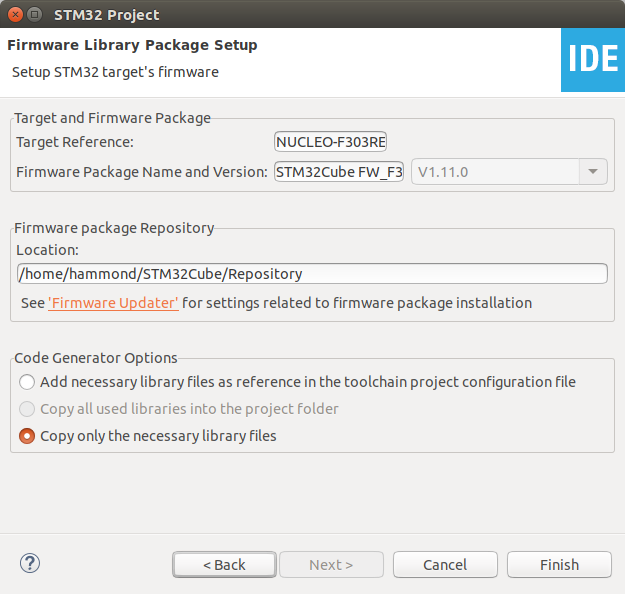 STM32 Project
Firmware Library Package Setup
Setup STM32 target's firmware
IDE
Target and Firmware Package
Target Reference: NUCLEO-F303RE
Firmware Package Name and Version: STM32Cube FW_F3 V1.11.0
Firmware package Repository
Location:
/home/hammond/STM32Cube/Repository
See 'Firmware Updater' for settings related to firmware package installation
Code Generator Options
Add necessary library files as reference in the toolchain project configuration file
Copy all used libraries into the project folder
Copy only the necessary library files
? < Back Next > Cancel Finish